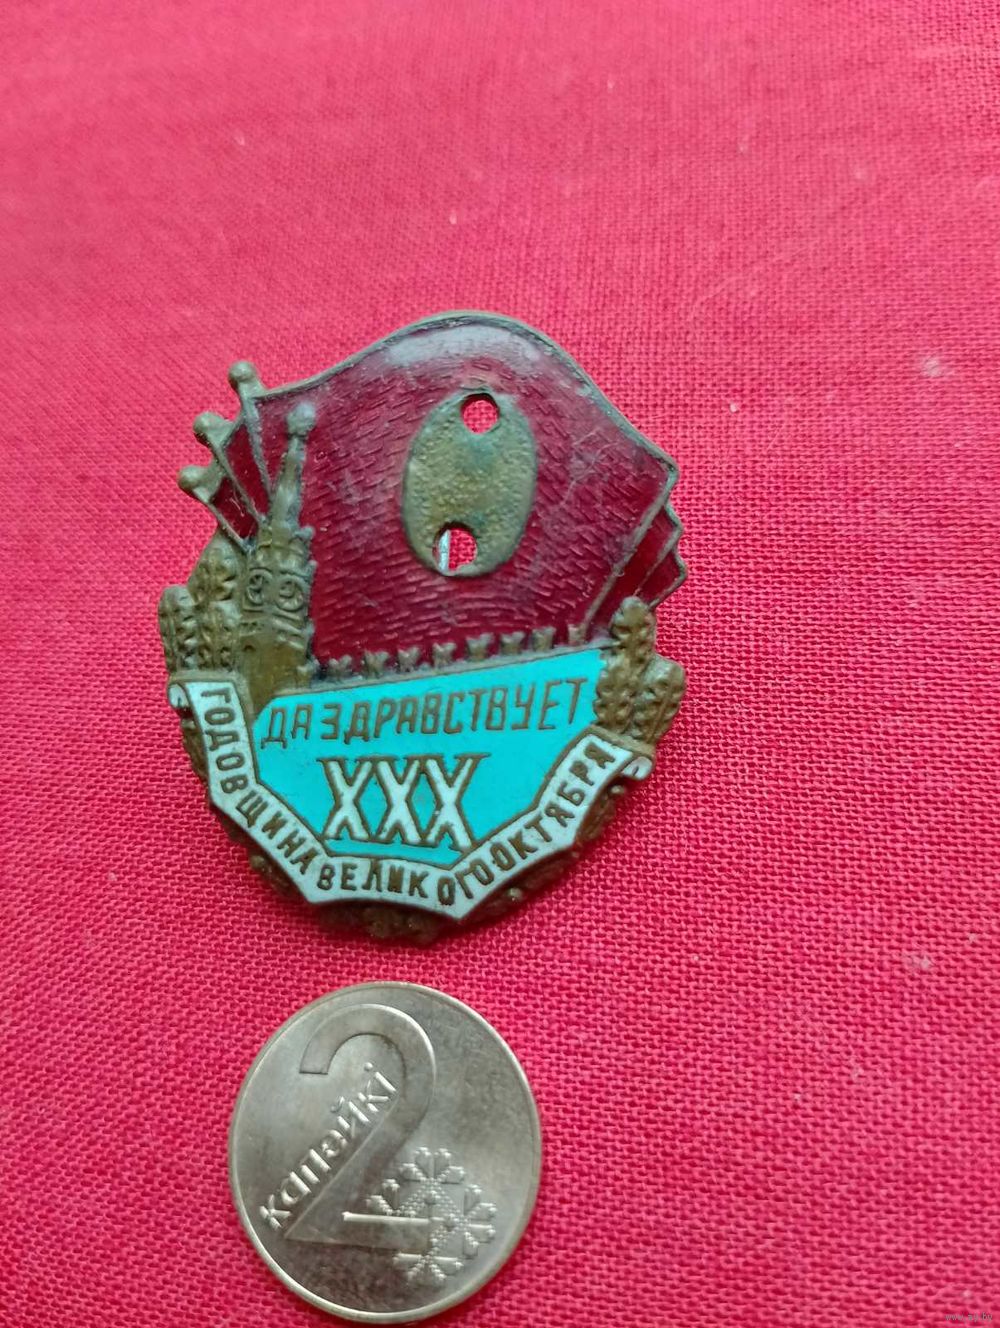 ДА ЗДРАВСТВУЕТ
XXX
ГОДОВЩИНА ВЕЛИКОГО ОКТЯБРЯ
2
капейкі